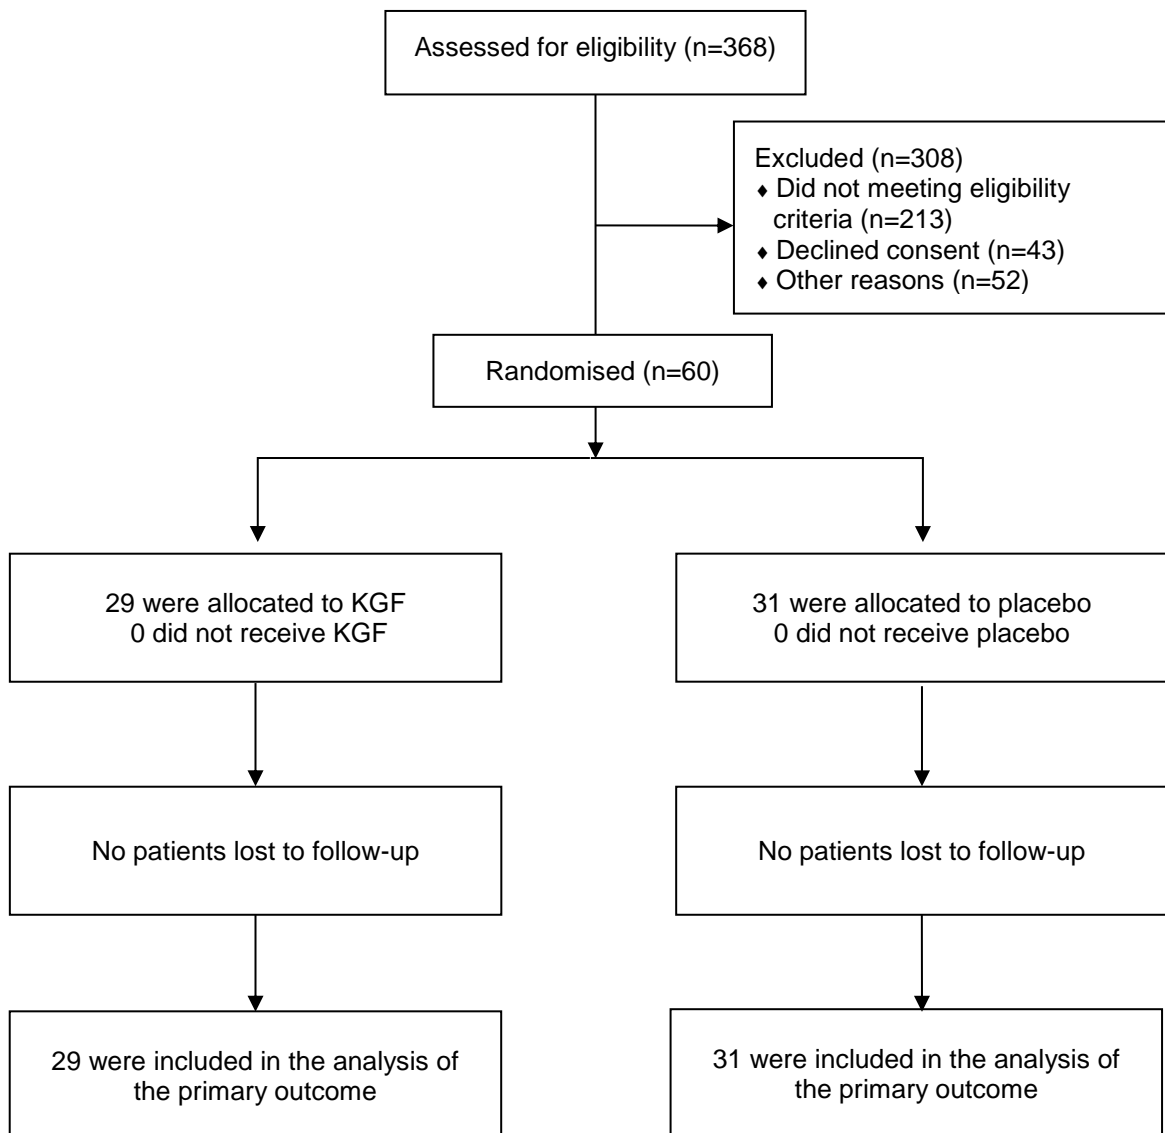 Assessed for eligibility (n=368)
Excluded (n=308)
♦ Did not meeting eligibility
criteria (n=213)
♦ Declined consent (n=43)
♦ Other reasons (n=52)
Randomised (n=60)
29 were allocated to KGF
0 did not receive KGF
31 were allocated to placebo
0 did not receive placebo
No patients lost to follow-up
No patients lost to follow-up
29 were included in the analysis of
the primary outcome
31 were included in the analysis of
the primary outcome